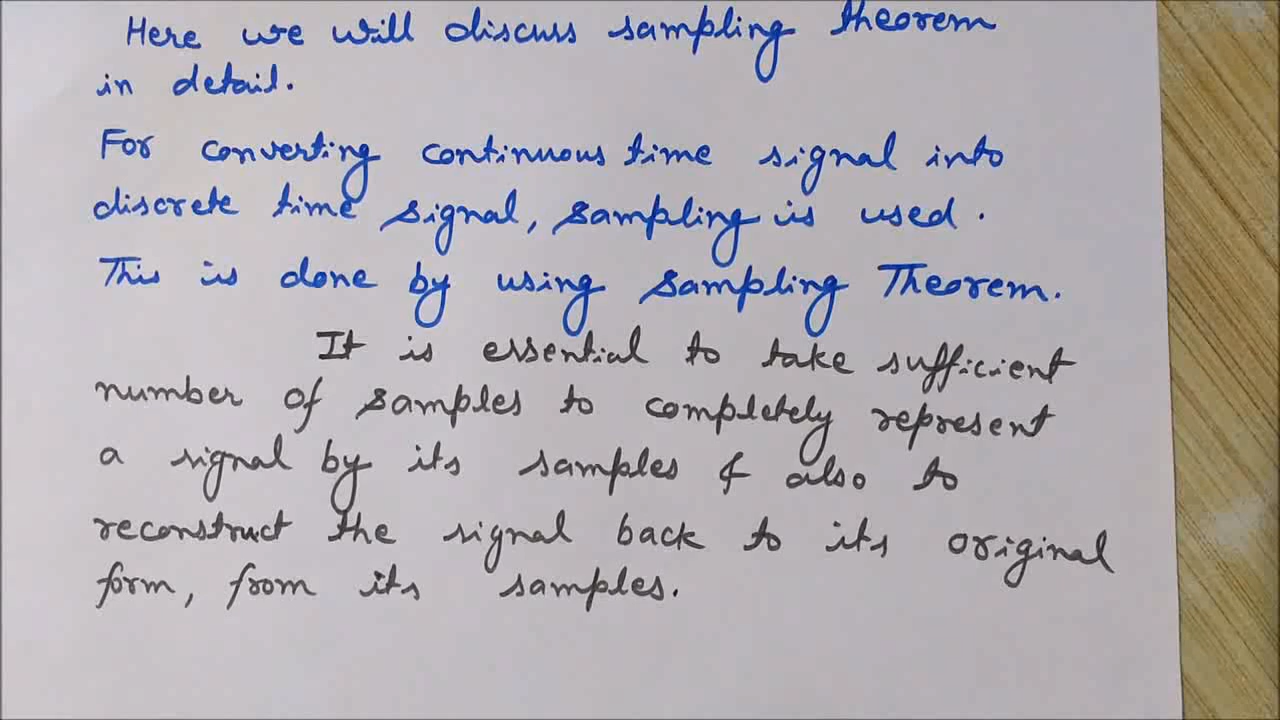 Here we will discuss sampling theorem
in detail.
For converting continuous time signal into
discrete time signal, sampling is used.
This is done by using Sampling Theorem.
It is essential to take sufficient
number of samples to completely represent
a signal by its samples & also to
reconstruct the signal back to its original
form, from its samples.